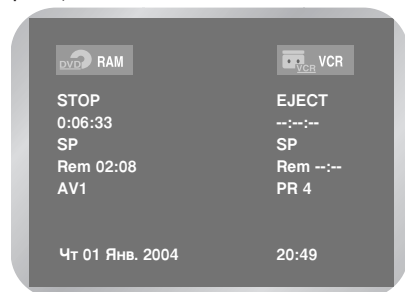 DVD RAM VCR VCR
STOP EJECT
0:06:33 --:--:--
SP SP
Rem 02:08 Rem --:--
AV1 PR 4
Чт 01 Янв. 2004 20:49